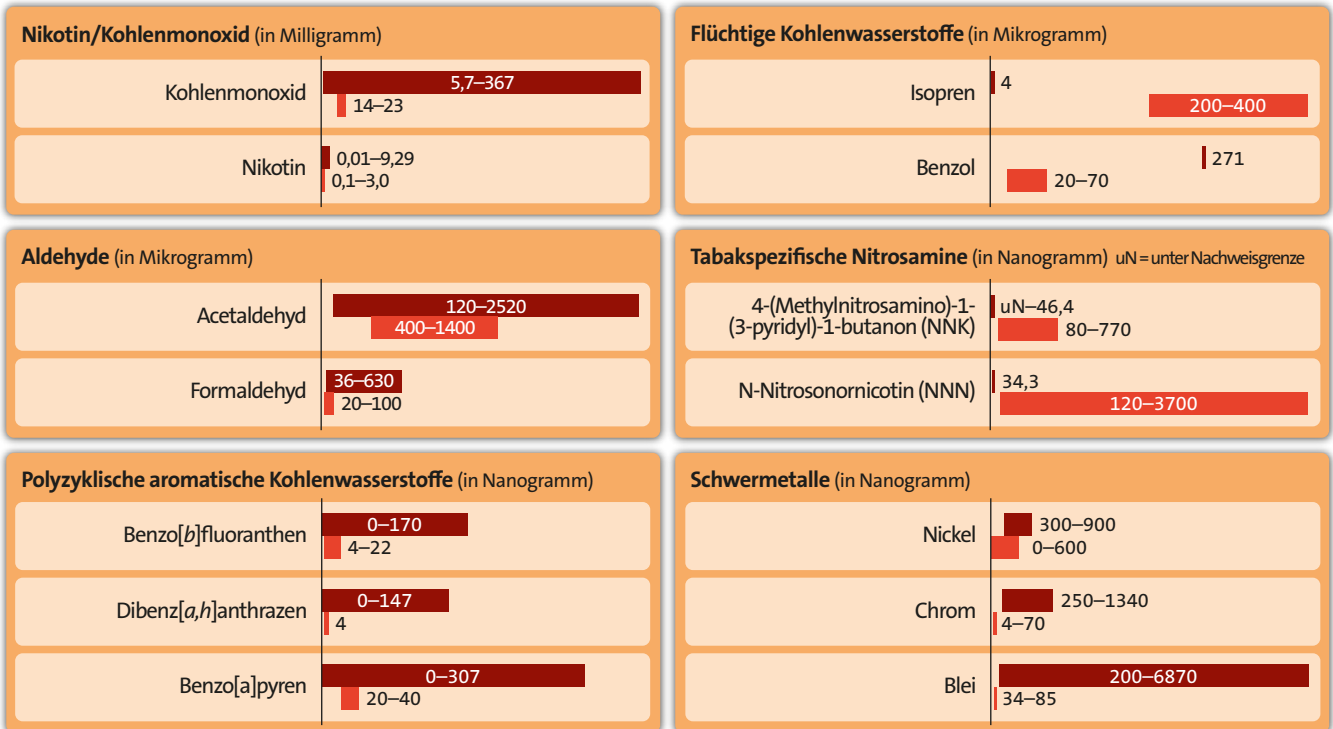 Nikotin/Kohlenmonoxid (in Milligramm)
Kohlenmonoxid
5,7–367
14–23
Nikotin
0,01–9,29
0,1–3,0
Flüchtige Kohlenwasserstoffe (in Mikrogramm)
Isopren
4
200–400
Benzol
271
20–70
Aldehyde (in Mikrogramm)
Acetaldehyd
120–2520
400–1400
Formaldehyd
36–630
20–100
Tabakspezifische Nitrosamine (in Nanogramm) uN = unter Nachweisgrenze
4-(Methylnitrosamino)-1-
(3-pyridyl)-1-butanon (NNK)
uN–46,4
80–770
N-Nitrosonornicotin (NNN)
34,3
120–3700
Polyzyklische aromatische Kohlenwasserstoffe (in Nanogramm)
Benzo[b]fluoranthen
0–170
4–22
Dibenz[a,h]anthrazen
0–147
4
Benzo[a]pyren
0–307
20–40
Schwermetalle (in Nanogramm)
Nickel
300–900
0–600
Chrom
250–1340
4–70
Blei
200–6870
34–85